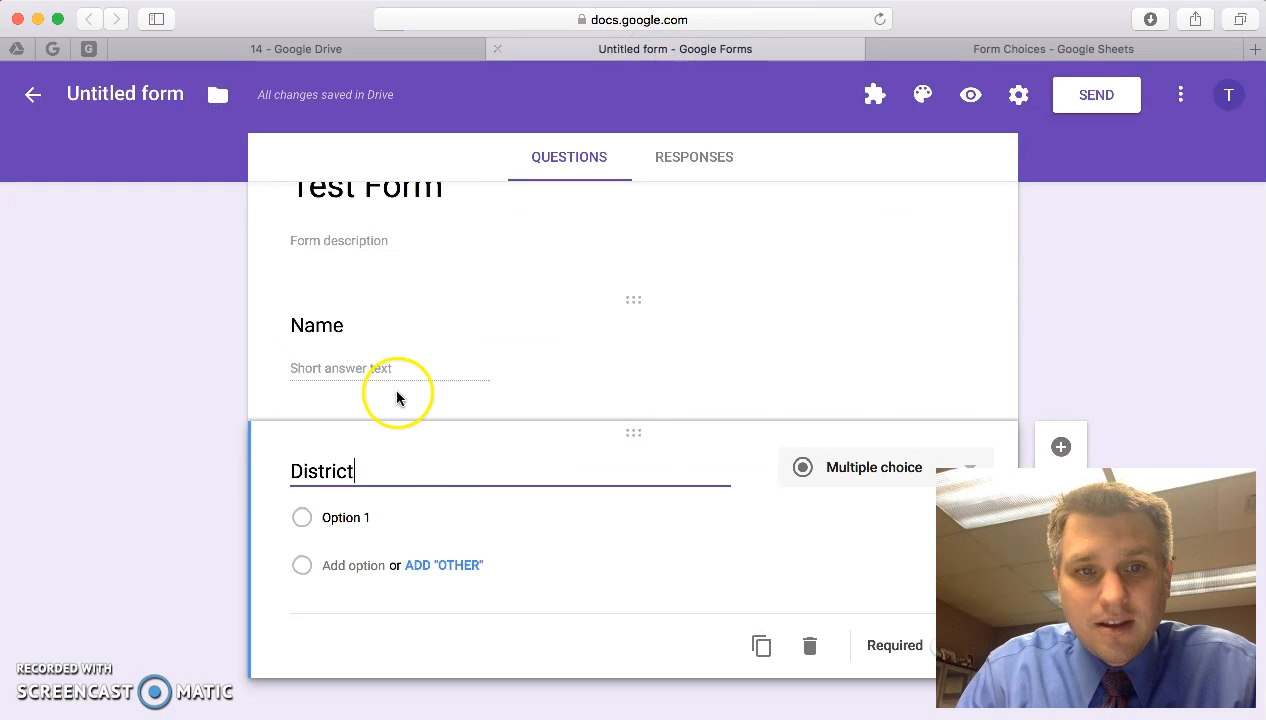 docs.google.com
14 - Google Drive
Untitled form - Google Forms
Form Choices - Google Sheets
G
G
Untitled form
All changes saved in Drive
SEND
T
QUESTIONS
RESPONSES
Test Form
Form description
Name
Short answer text
District
Multiple choice
Option 1
Add option or ADD "OTHER"
Required
RECORDED WITH
SCREENCAST MATIC